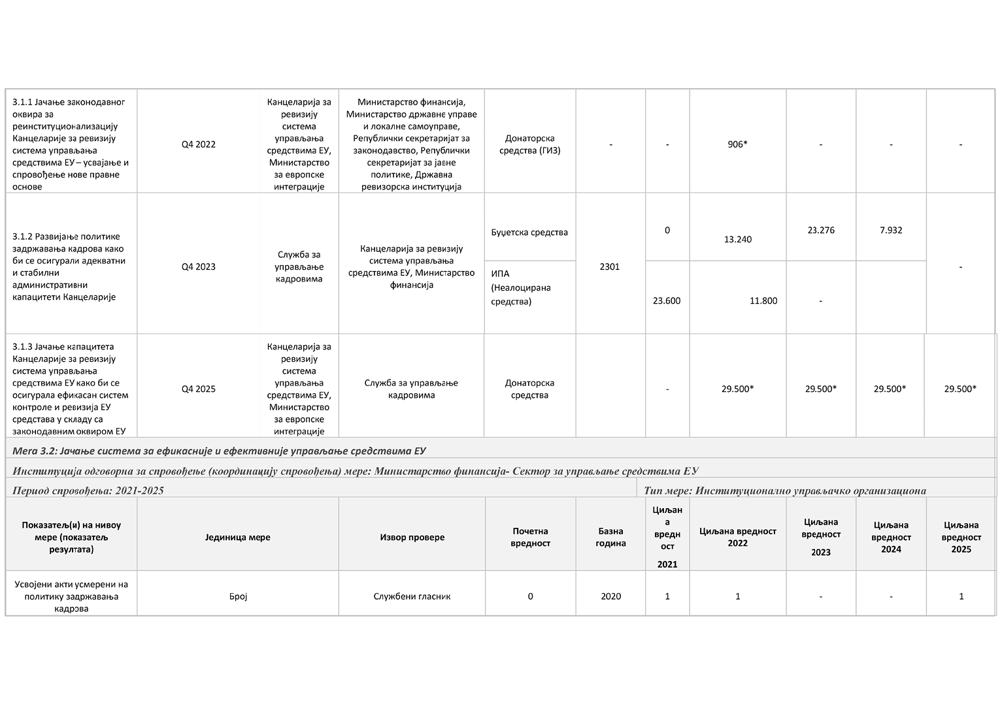 3.1.1 Јачање законодавног
оквира за
реинституционализацију
Канцеларије за ревизију
система управљања
средствима ЕУ – усвајање и
спровођење нове правне
основе
Q4 2022
Канцеларија за
ревизију
система
управљања
средствима ЕУ,
Министарство
за европске
интеграције
Министарство финансија,
Министарство државне управе
и локалне самоуправе,
Републички секретаријат за
законодавство, Републички
секретаријат за јавне
политике, Државна
ревизорска институција
Донаторска
средства (ГИЗ)
-
-
906*
-
-
-
3.1.2 Развијање политике
задржавања кадрова како
би се осигурали адекватни
и стабилни
административни
капацитети Канцеларије
Q4 2023
Служба за
управљање
кадровима
Канцеларија за ревизију
система управљања
средствима ЕУ, Министарство
финансија
Буџетска средства
2301
0
13.240
23.276
7.932
-
ИПА
(Неалоцирана
средства)
23.600
11.800
-
3.1.3 Јачање капацитета
Канцеларије за ревизију
система управљања
средствима ЕУ како би се
осигурала ефикасан систем
контроле и ревизија ЕУ
средстава у складу са
законодавним оквиром ЕУ
Q4 2025
Канцеларија за
ревизију
система
управљања
средствима ЕУ,
Министарство
за европске
интеграције
Служба за управљање
кадровима
Донаторска
средства
-
29.500*
29.500*
29.500*
29.500*
Мера 3.2: Јачање система за ефикасније и ефективније управљање средствима ЕУ
Институција одговорна за спровођење (координацију спровођења) мере: Министарство финансија- Сектор за управљање средствима ЕУ
Период спровођења: 2021-2025
Тип мере: Институционално управљачко организациона
Показатељ(и) на нивоу
мере (показатељ
резултата)
Јединица мере
Извор провере
Почетна
вредност
Базна
година
Циљан
а
вредн
ост
2021
Циљана вредност
2022
Циљана
вредност
2023
Циљана
вредност
2024
Циљана
вредност
2025
Усвојени акти усмерени на
политику задржавања
кадрова
Број
Службени гласник
0
2020
1
1
-
-
1